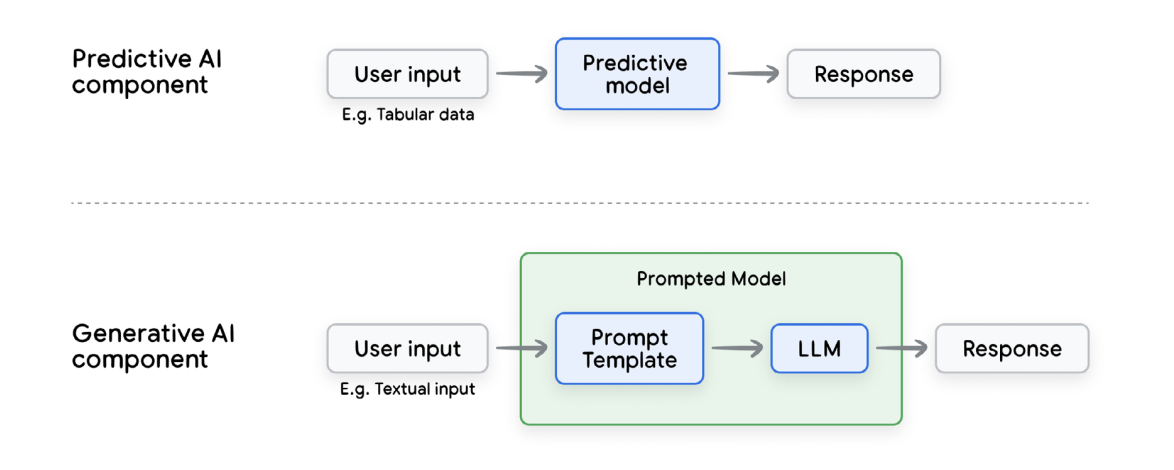 Predictive AI
component
User input
E.g. Tabular data
Predictive
model
Response
Generative AI
component
User input
E.g. Textual input
Prompted Model
Prompt
Template
LLM
Response